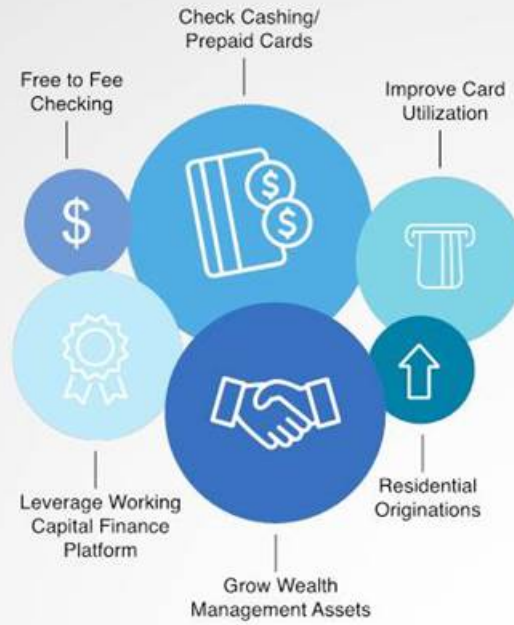 Check Cashing/
Prepaid Cards
Free to Fee
Checking
Improve Card
Utilization
$
$
$
Leverage Working
Capital Finance
Platform
Residential
Originations
Grow Wealth
Management Assets